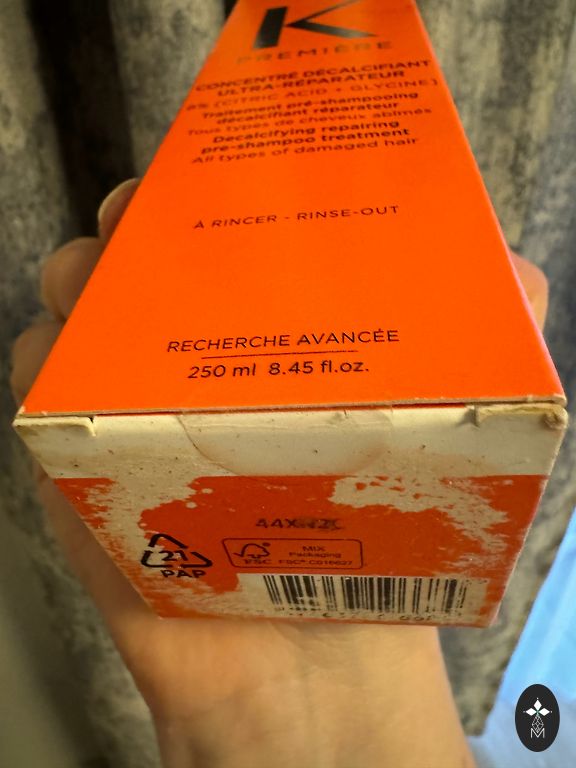 K
PREMIÈRE
CONCENTRÉ DÉCALCIFIANT
ULTRA-RÉPARATEUR
(CITRIC ACID + GLYCINE)
Traitement pré-shampooing
décalcifiant réparateur
Tous types de cheveux abîmés
Decalcifying repairing
pre-shampoo treatment
All types of damaged hair
À RINCER - RINSE-OUT
RECHERCHE AVANCÉE
250 ml 8.45 fl.oz.
21
PAP
FSC
MIX
Packaging
FSC® C016627
M